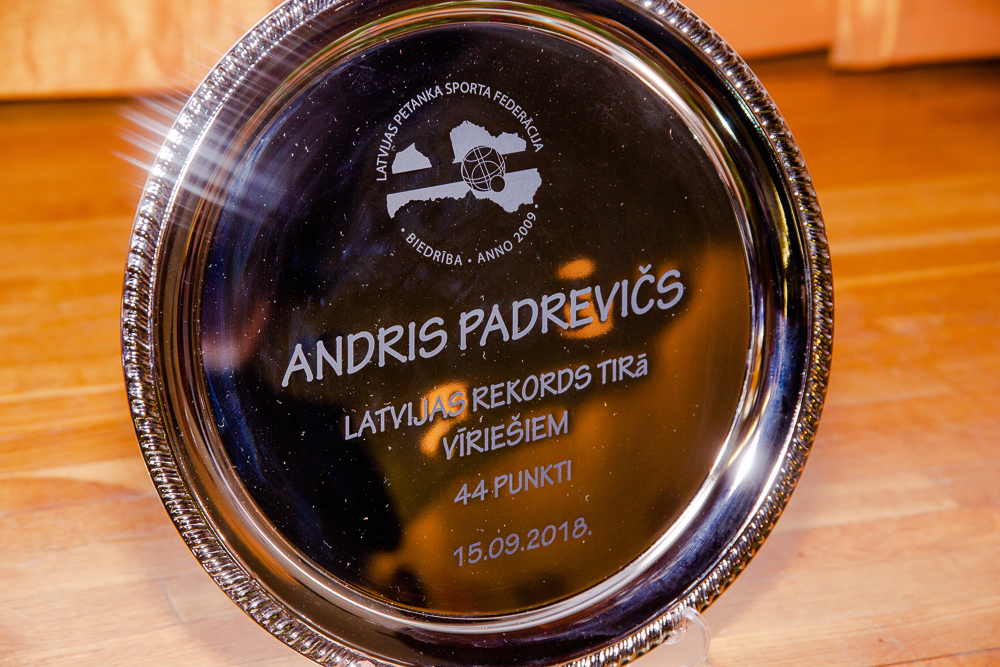 LATVIJAS PETANKA SPORTA FEDERĀCIJA
• BIEDRĪBA • ANNO 2009 •
ANDRIS PADREVIČS
LATVIJAS REKORDS TIRā
VĪRIEŠIEM
44 PUNKTI
15.09.2018.